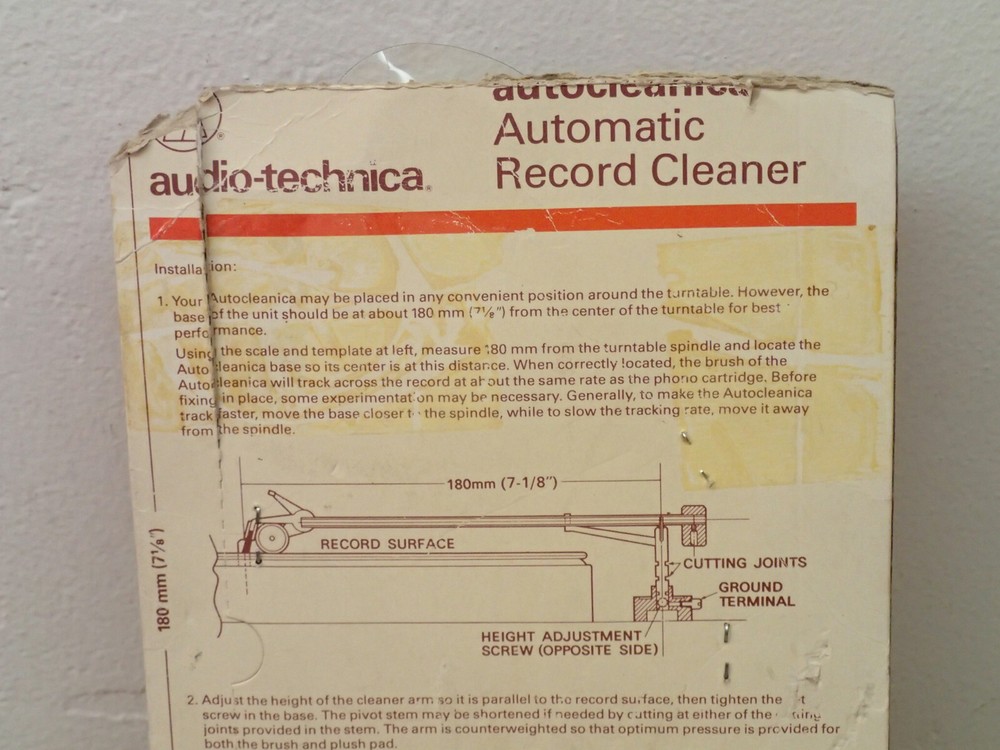 autocleanica
Automatic
Record Cleaner
audio-technica®
Installation:
1. Your Autocleanica may be placed in any convenient position around the turntable. However, the
base of the unit should be at about 180 mm (7⅛") from the center of the turntable for best
performance.
Using the scale and template at left, measure 180 mm from the turntable spindle and locate the
Autocleanica base so its center is at this distance. When correctly located, the brush of the
Autocleanica will track across the record at about the same rate as the phono cartridge. Before
fixing in place, some experimentation may be necessary. Generally, to make the Autocleanica
track faster, move the base closer to the spindle, while to slow the tracking rate, move it away
from the spindle.
180mm (7-1/8")
RECORD SURFACE
CUTTING JOINTS
GROUND
TERMINAL
HEIGHT ADJUSTMENT
SCREW (OPPOSITE SIDE)
180 mm (7⅛")
2. Adjust the height of the cleaner arm so it is parallel to the record surface, then tighten the
screw in the base. The pivot stem may be shortened if needed by cutting at either of the cutting
joints provided in the stem. The arm is counterweighted so that optimum pressure is provided for
both the brush and plush pad.